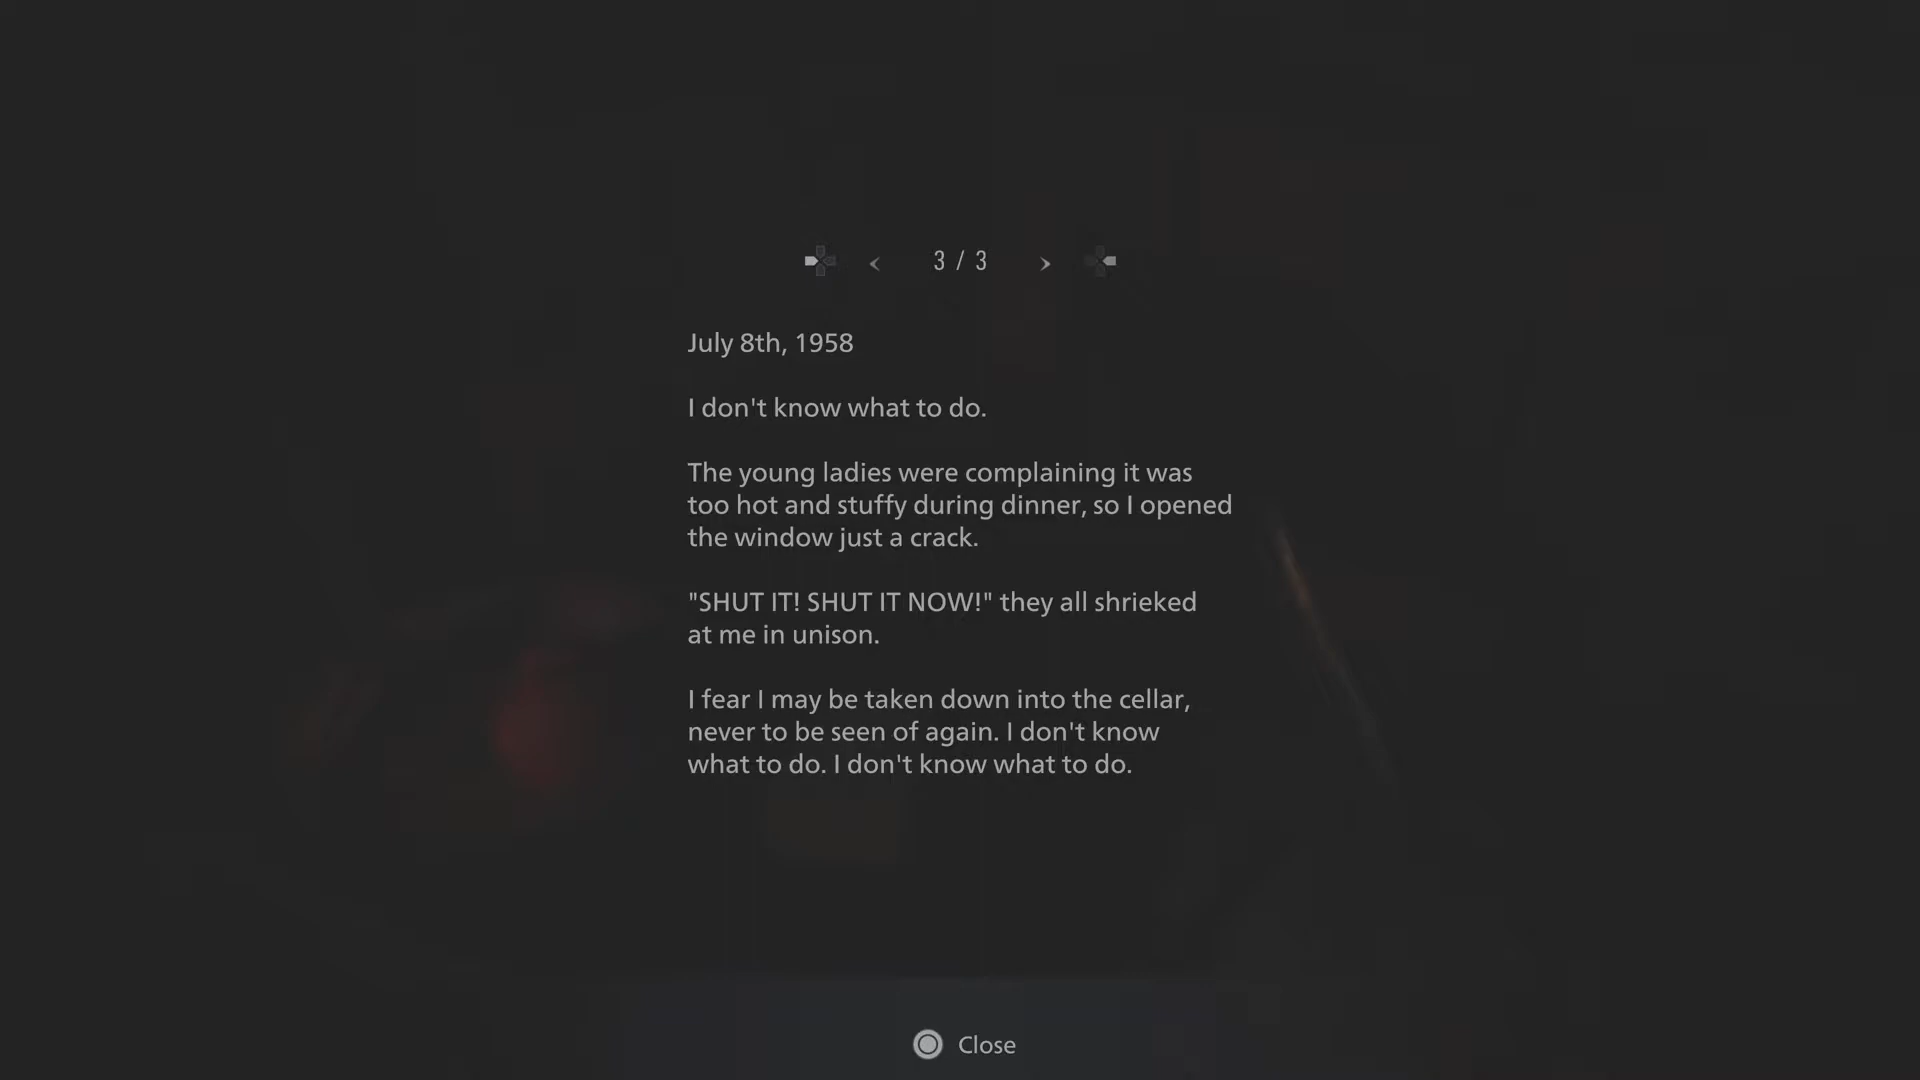 3 / 3
July 8th, 1958
I don't know what to do.
The young ladies were complaining it was
too hot and stuffy during dinner, so I opened
the window just a crack.
"SHUT IT! SHUT IT NOW!" they all shrieked
at me in unison.
I fear I may be taken down into the cellar,
never to be seen of again. I don't know
what to do. I don't know what to do.
Close